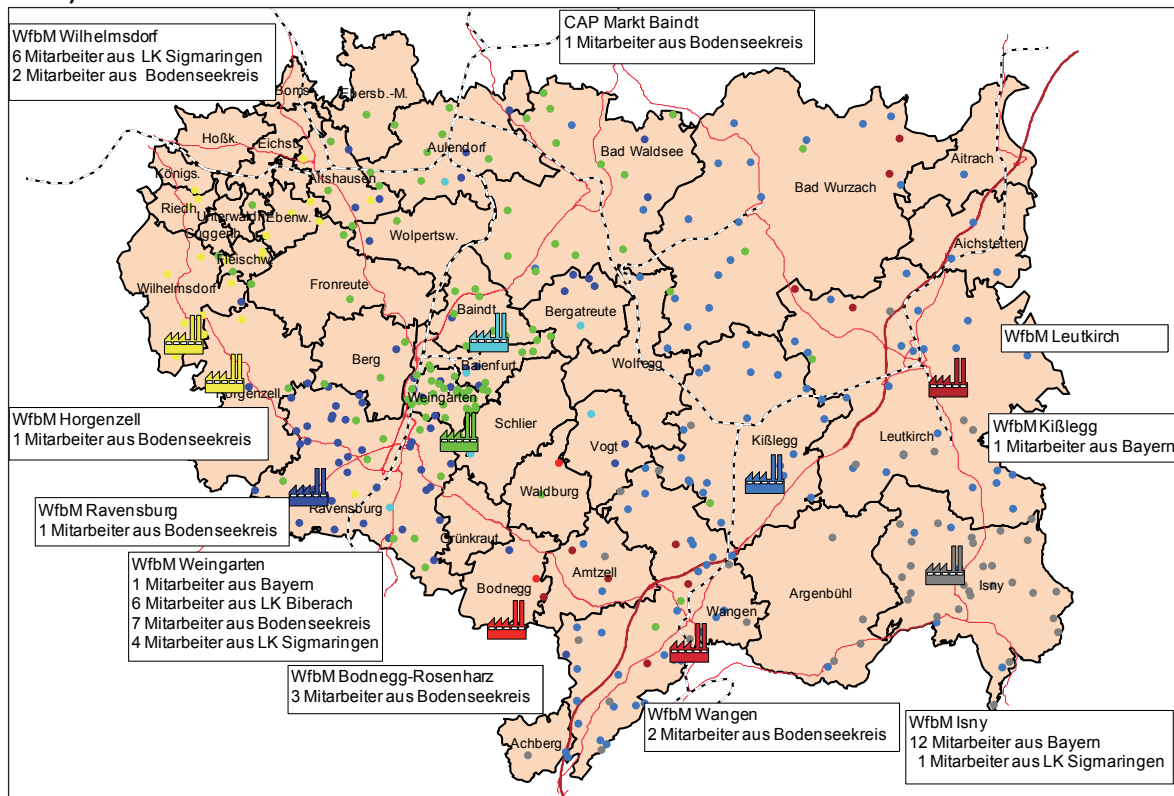 WfbM Wilhelmsdorf
6 Mitarbeiter aus LK Sigmaringen
2 Mitarbeiter aus Bodenseekreis
CAP Markt Baindt
1 Mitarbeiter aus Bodenseekreis
Boms
Ebersb.-M.
Hoßk.
Eichst.
Aulendorf
Bad Waldsee
Aitrach
Königs.
Altshausen
Bad Wurzach
Riedh.
Unterwald.
Ebenw.
Guggenh.
Wolpertsw.
Aichstetten
Fleischw.
Wilhelmsdorf
Fronreute
Baindt
Bergatreute
WfbM Leutkirch
Berg
Baienfurt
Wolfegg
Horgenzell
Weingarten
WfbM Horgenzell
1 Mitarbeiter aus Bodenseekreis
Schlier
Vogt
Kißlegg
Leutkirch
WfbM Kißlegg
1 Mitarbeiter aus Bayern
Waldburg
WfbM Ravensburg
1 Mitarbeiter aus Bodenseekreis
Ravensburg
Grünkraut
WfbM Weingarten
1 Mitarbeiter aus Bayern
6 Mitarbeiter aus LK Biberach
7 Mitarbeiter aus Bodenseekreis
4 Mitarbeiter aus LK Sigmaringen
Bodnegg
Amtzell
Wangen
Argenbühl
Isny
WfbM Bodnegg-Rosenharz
3 Mitarbeiter aus Bodenseekreis
WfbM Wangen
2 Mitarbeiter aus Bodenseekreis
WfbM Isny
12 Mitarbeiter aus Bayern
1 Mitarbeiter aus LK Sigmaringen
Achberg